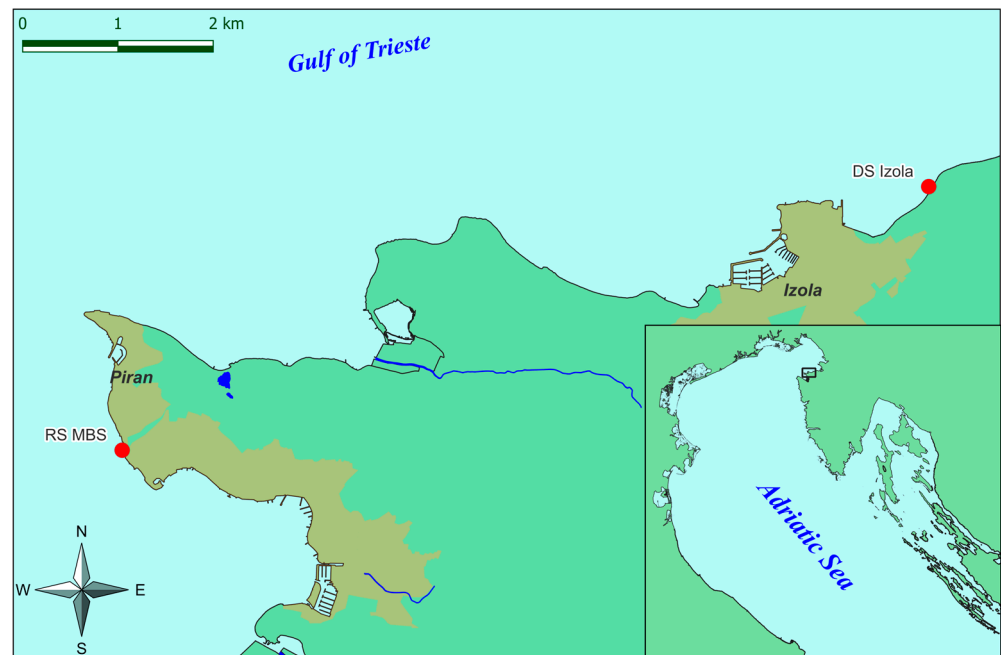 0 1 2 km
Gulf of Trieste
DS Izola
Izola
Piran
RS MBS
Adriatic Sea
N
W E
S